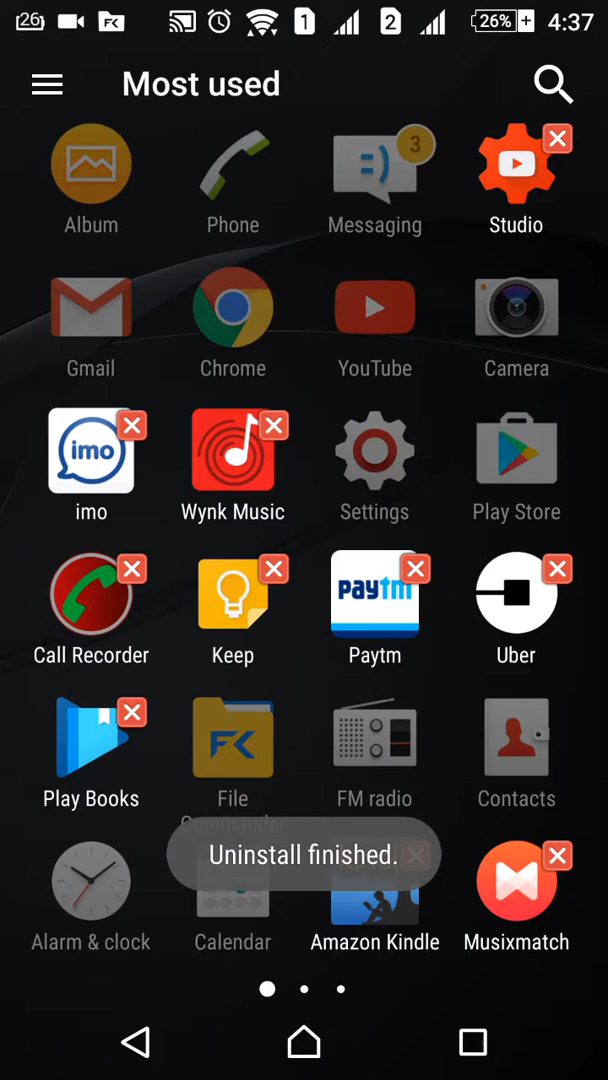 26 1 2 26% 4:37
Most used
3
Album Phone Messaging Studio
Gmail Chrome YouTube Camera
imo
imo Wynk Music Settings Play Store
paytm
Call Recorder Keep Paytm Uber
FK
Play Books File Commander FM radio Contacts
Uninstall finished.
Alarm & clock Calendar Amazon Kindle Musixmatch